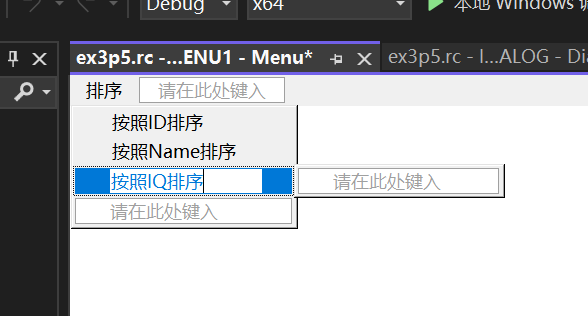 Debug x64 本地 Windows 调
ex3p5.rc -...ENU1 - Menu* ex3p5.rc - I...ALOG - Dia
排序 请在此处键入
按照ID排序
按照Name排序
按照IQ排序 请在此处键入
请在此处键入